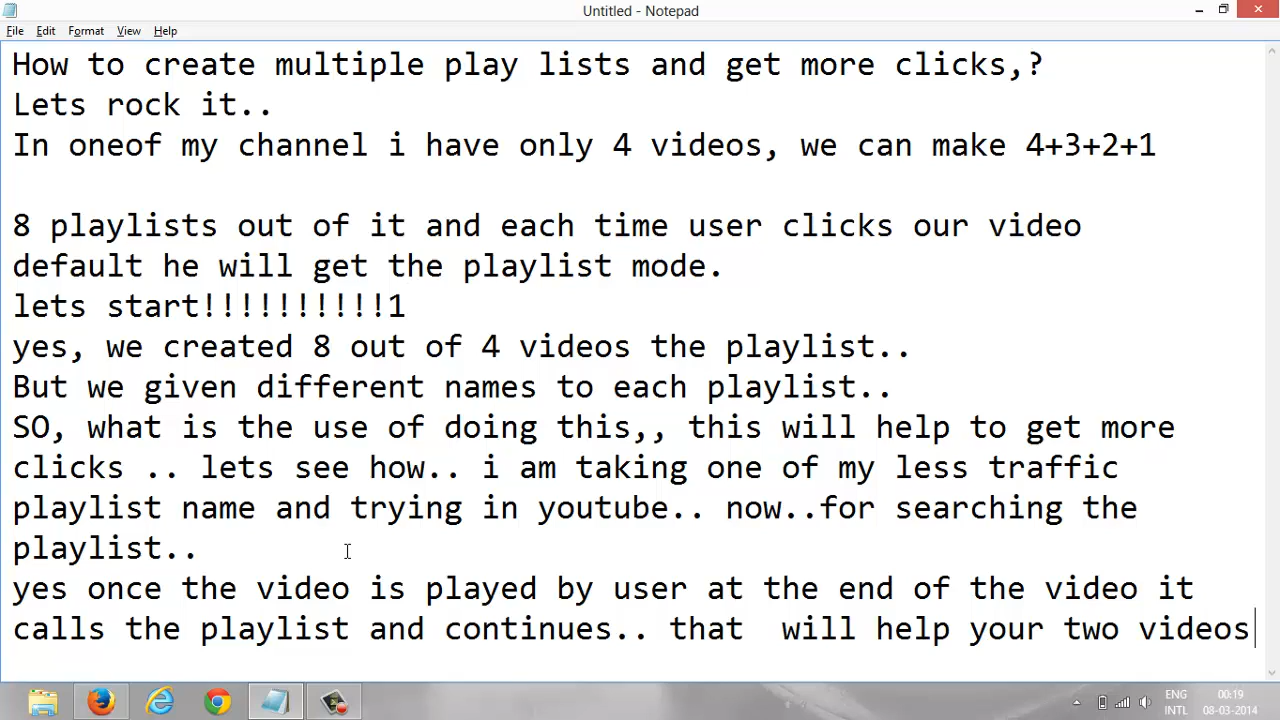 Untitled - Notepad
File Edit Format View Help
How to create multiple play lists and get more clicks,?
Lets rock it..
In oneof my channel i have only 4 videos, we can make 4+3+2+1
8 playlists out of it and each time user clicks our video
default he will get the playlist mode.
lets start!!!!!!!!!!1
yes, we created 8 out of 4 videos the playlist..
But we given different names to each playlist..
SO, what is the use of doing this,, this will help to get more
clicks .. lets see how.. i am taking one of my less traffic
playlist name and trying in youtube.. now..for searching the
playlist..
yes once the video is played by user at the end of the video it
calls the playlist and continues.. that  will help your two videos
ENG 00:19
INTL 08-03-2014